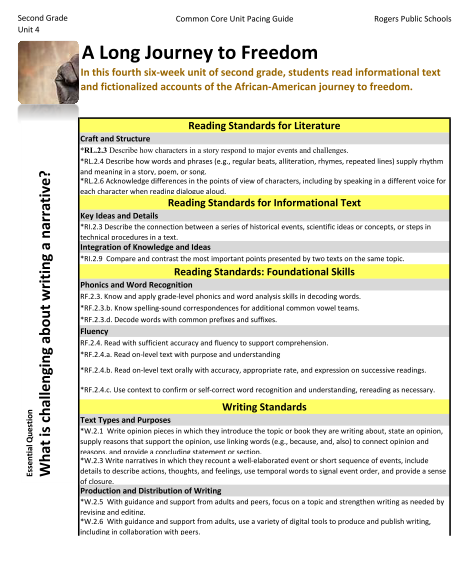 Second Grade Common Core Unit Pacing Guide Rogers Public Schools
Unit 4
A Long Journey to Freedom
In this fourth six-week unit of second grade, students read informational text
and fictionalized accounts of the African-American journey to freedom.
Essential Question
What is challenging about writing a narrative?
Reading Standards for Literature
Craft and Structure
*RL.2.3 Describe how characters in a story respond to major events and challenges.
*RL.2.4 Describe how words and phrases (e.g., regular beats, alliteration, rhymes, repeated lines) supply rhythm
and meaning in a story, poem, or song.
*RL.2.6 Acknowledge differences in the points of view of characters, including by speaking in a different voice for
each character when reading dialogue aloud.
Reading Standards for Informational Text
Key Ideas and Details
*RI.2.3 Describe the connection between a series of historical events, scientific ideas or concepts, or steps in
technical procedures in a text.
Integration of Knowledge and Ideas
*RI.2.9 Compare and contrast the most important points presented by two texts on the same topic.
Reading Standards: Foundational Skills
Phonics and Word Recognition
RF.2.3. Know and apply grade-level phonics and word analysis skills in decoding words.
*RF.2.3.b. Know spelling-sound correspondences for additional common vowel teams.
*RF.2.3.d. Decode words with common prefixes and suffixes.
Fluency
RF.2.4. Read with sufficient accuracy and fluency to support comprehension.
*RF.2.4.a. Read on-level text with purpose and understanding
*RF.2.4.b. Read on-level text orally with accuracy, appropriate rate, and expression on successive readings.
*RF.2.4.c. Use context to confirm or self-correct word recognition and understanding, rereading as necessary.
Writing Standards
Text Types and Purposes
*W.2.1 Write opinion pieces in which they introduce the topic or book they are writing about, state an opinion,
supply reasons that support the opinion, use linking words (e.g., because, and, also) to connect opinion and
reasons, and provide a concluding statement or section.
*W.2.3 Write narratives in which they recount a well-elaborated event or short sequence of events, include
details to describe actions, thoughts, and feelings, use temporal words to signal event order, and provide a sense
of closure.
Production and Distribution of Writing
*W.2.5 With guidance and support from adults and peers, focus on a topic and strengthen writing as needed by
revising and editing.
*W.2.6 With guidance and support from adults, use a variety of digital tools to produce and publish writing,
including in collaboration with peers.